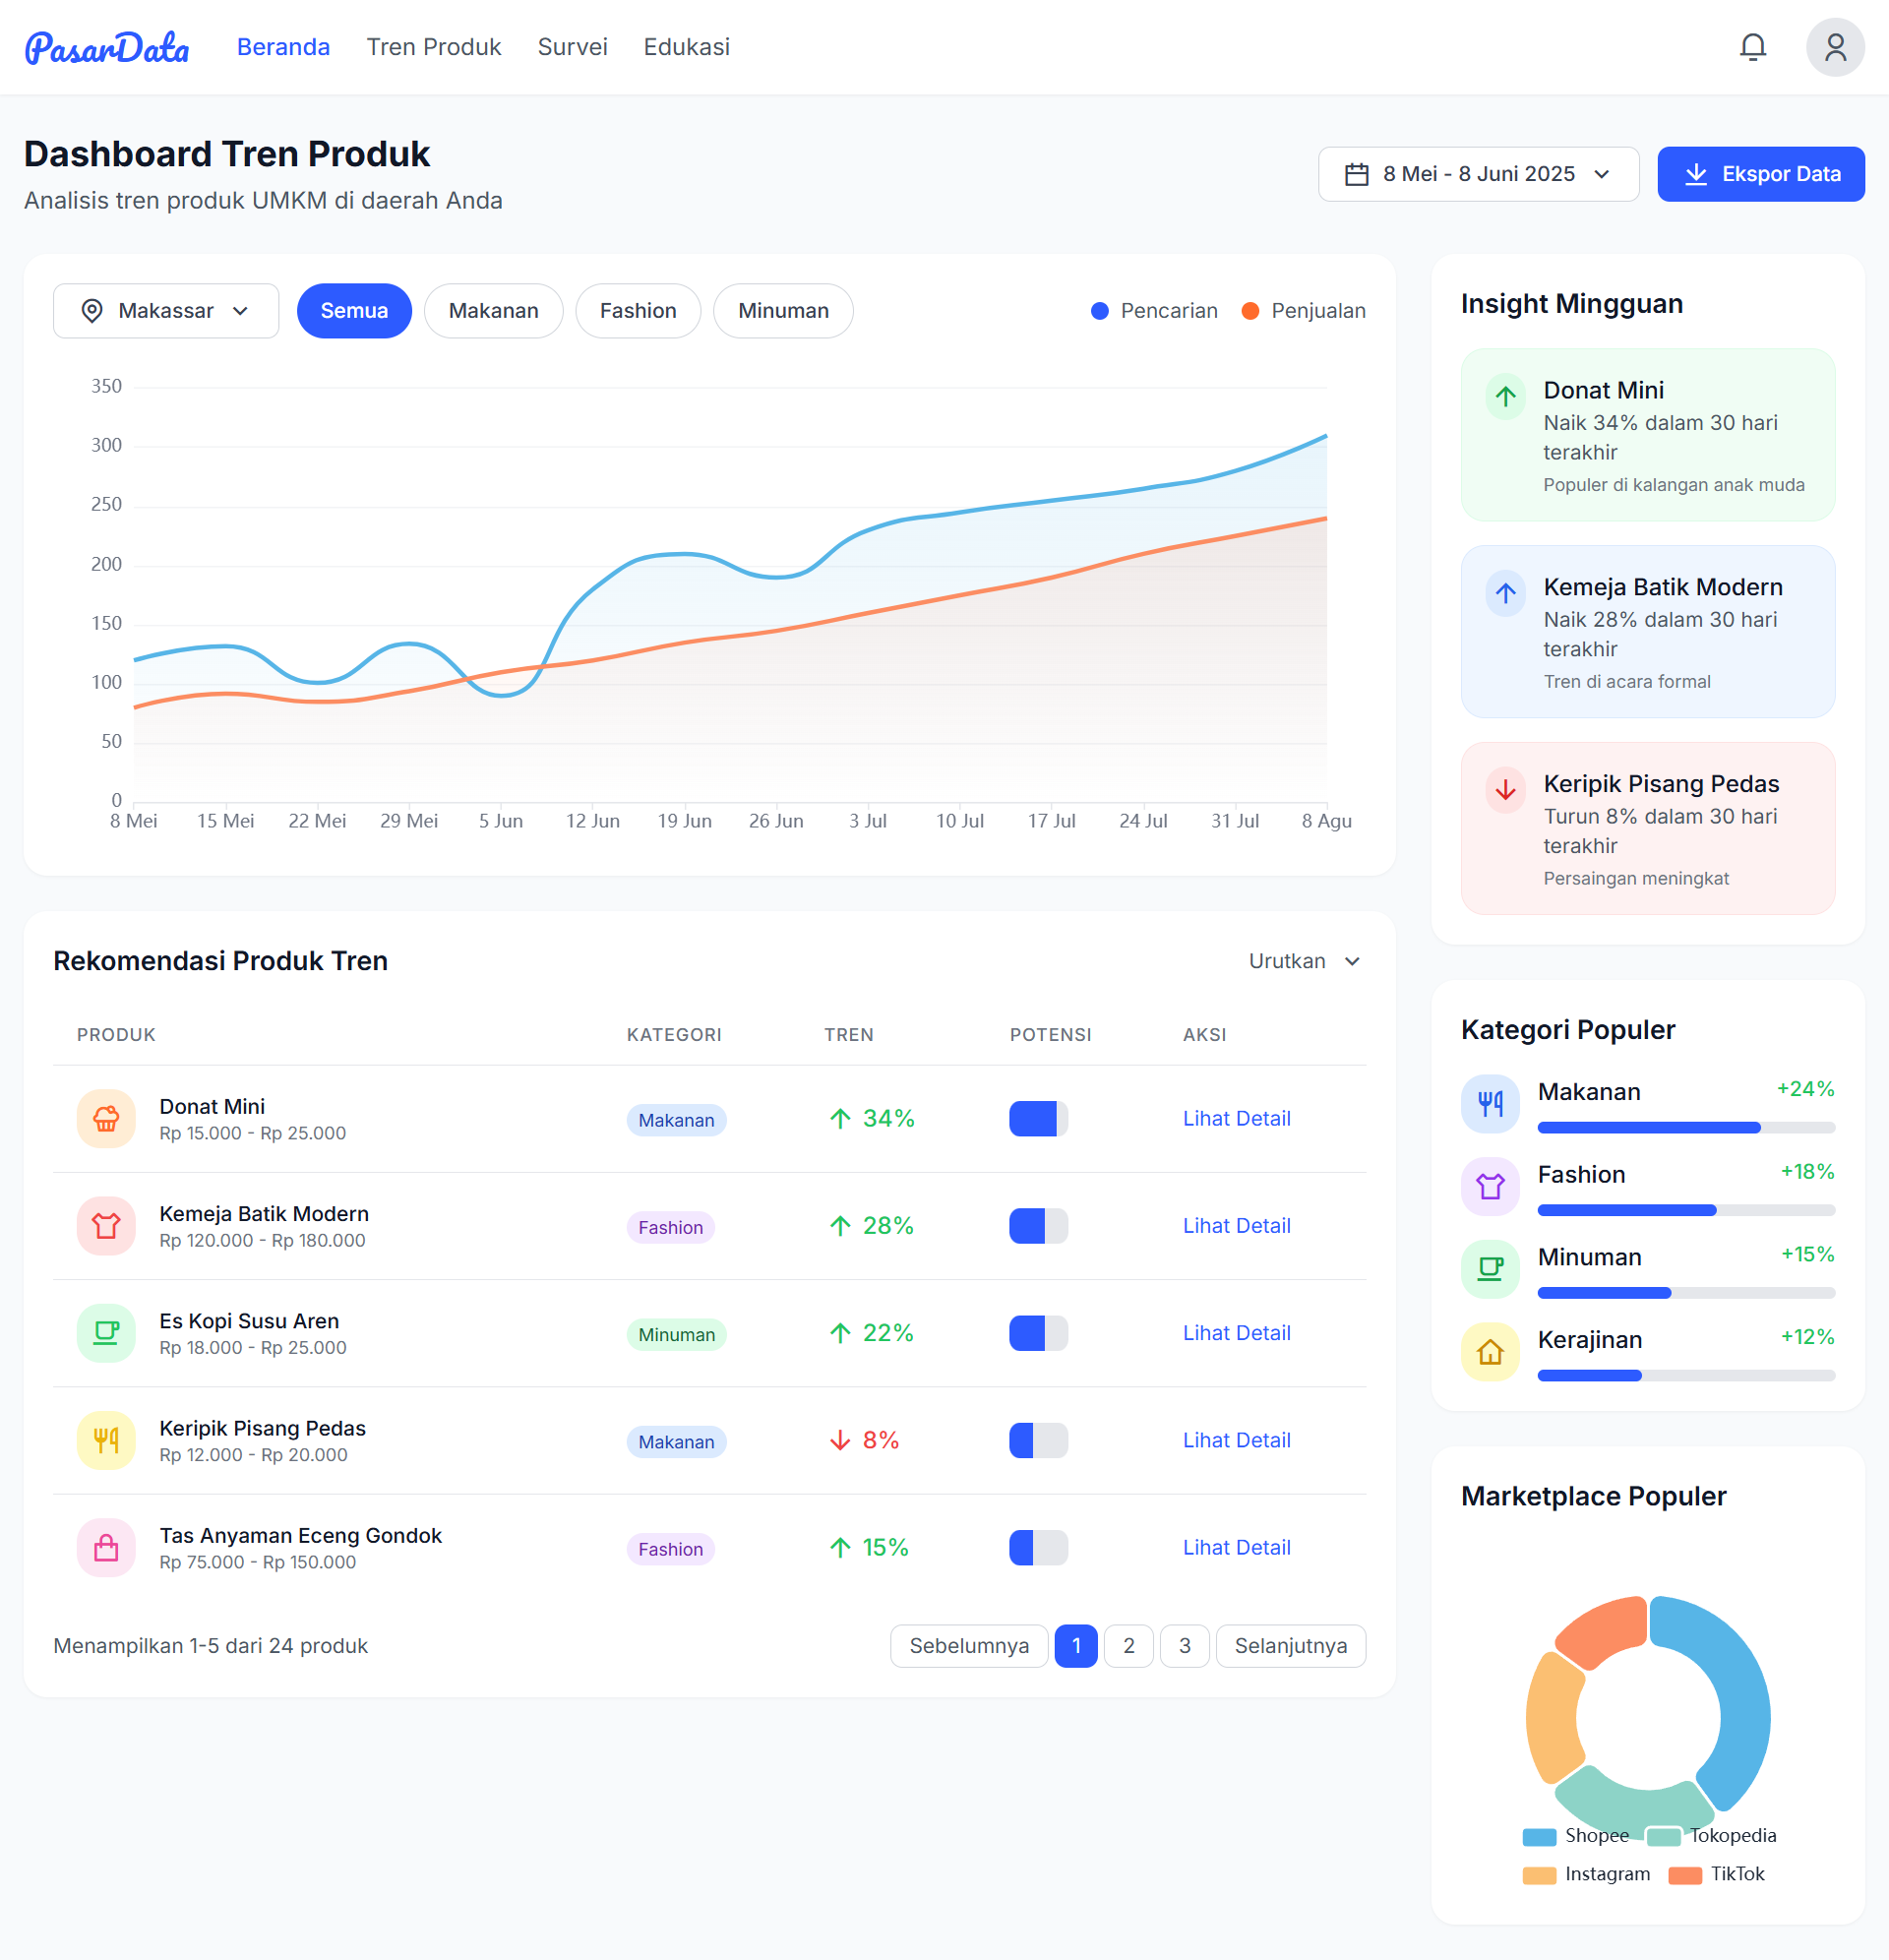 PasarData
Beranda
Tren Produk
Survei
Edukasi
Dashboard Tren Produk
Analisis tren produk UMKM di daerah Anda
8 Mei - 8 Juni 2025
Ekspor Data
Makassar
Semua
Makanan
Fashion
Minuman
Pencarian
Penjualan
350
300
250
200
150
100
50
0
8 Mei
15 Mei
22 Mei
29 Mei
5 Jun
12 Jun
19 Jun
26 Jun
3 Jul
10 Jul
17 Jul
24 Jul
31 Jul
8 Agu
Rekomendasi Produk Tren
Urutkan
PRODUK
KATEGORI
TREN
POTENSI
AKSI
Donat Mini
Rp 15.000 - Rp 25.000
Makanan
34%
Lihat Detail
Kemeja Batik Modern
Rp 120.000 - Rp 180.000
Fashion
28%
Lihat Detail
Es Kopi Susu Aren
Rp 18.000 - Rp 25.000
Minuman
22%
Lihat Detail
Keripik Pisang Pedas
Rp 12.000 - Rp 20.000
Makanan
8%
Lihat Detail
Tas Anyaman Eceng Gondok
Rp 75.000 - Rp 150.000
Fashion
15%
Lihat Detail
Menampilkan 1-5 dari 24 produk
Sebelumnya
1
2
3
Selanjutnya
Insight Mingguan
Donat Mini
Naik 34% dalam 30 hari
terakhir
Populer di kalangan anak muda
Kemeja Batik Modern
Naik 28% dalam 30 hari
terakhir
Tren di acara formal
Keripik Pisang Pedas
Turun 8% dalam 30 hari
terakhir
Persaingan meningkat
Kategori Populer
Makanan
+24%
Fashion
+18%
Minuman
+15%
Kerajinan
+12%
Marketplace Populer
Shopee
Tokopedia
Instagram
TikTok